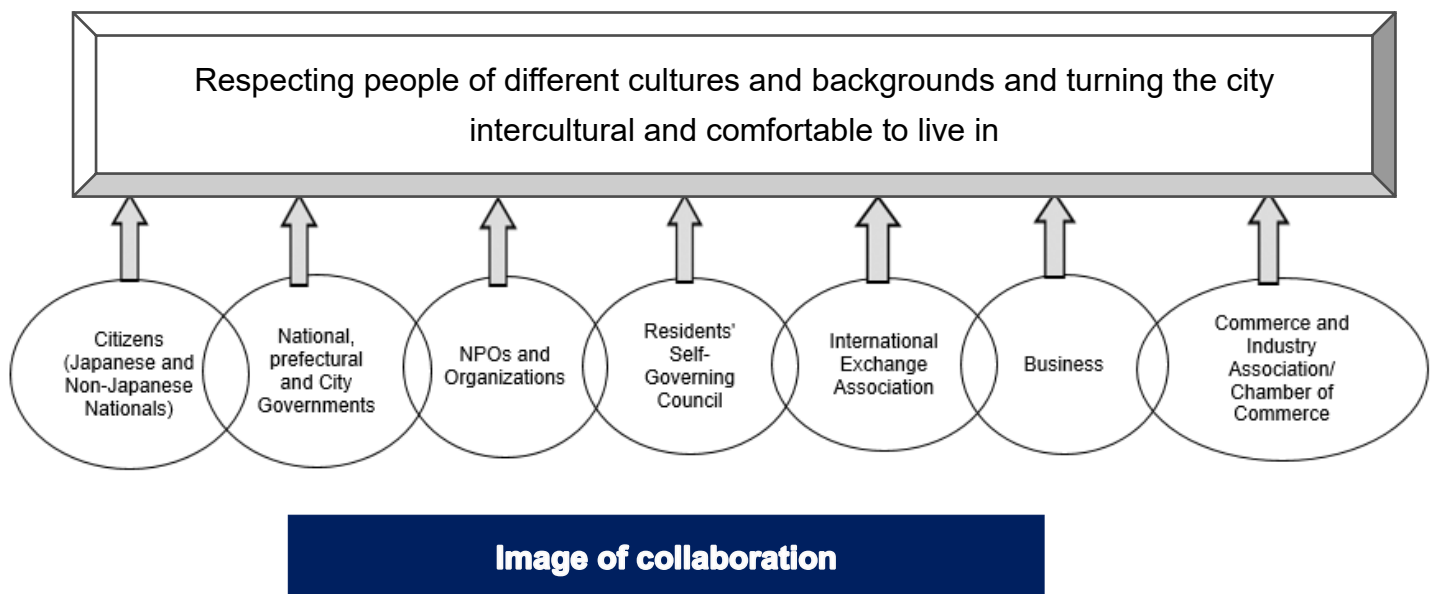 Respecting people of different cultures and backgrounds and turning the city
intercultural and comfortable to live in
Citizens
(Japanese and
Non-Japanese
Nationals)
National,
prefectural
and City
Governments
NPOs and
Organizations
Residents'
Self-
Governing
Council
International
Exchange
Association
Business
Commerce and
Industry
Association/
Chamber of
Commerce
Image of collaboration